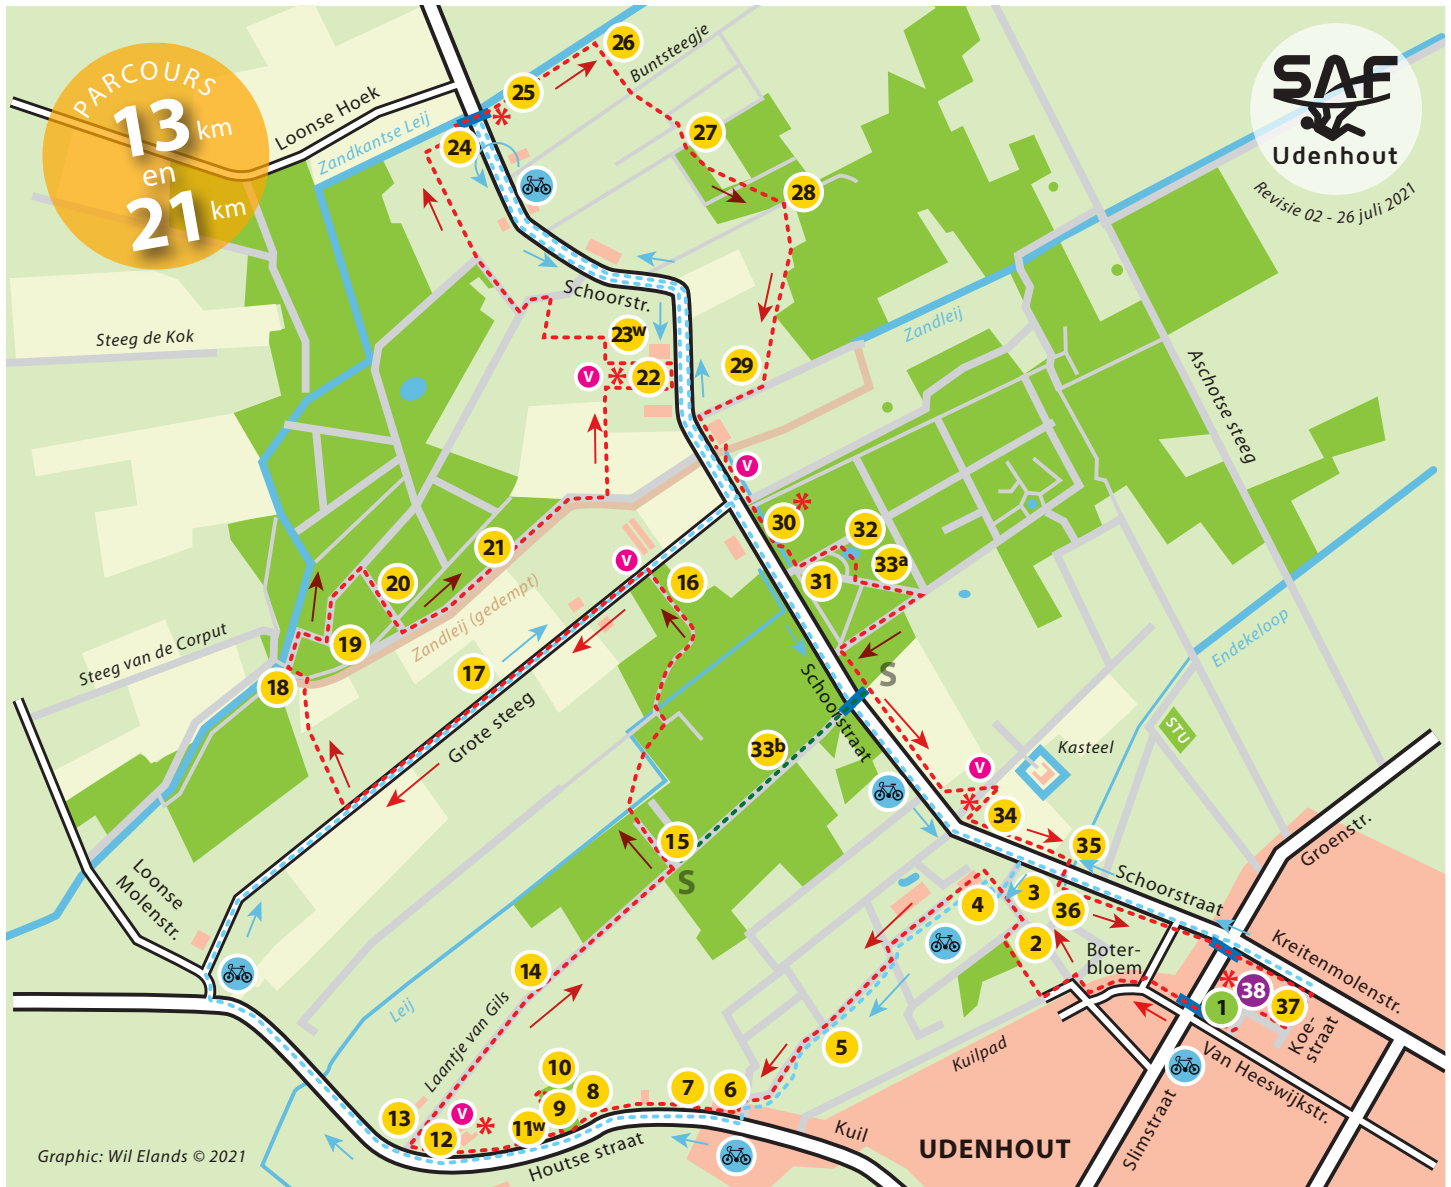 PARCOURS
13 km
en
21 km
SAF
Udenhout
Revisie 02 - 26 juli 2021
Loonse Hoek
Zandkantse Leij
Buntsteegje
26
25
24
27
28
Schoorstr.
Steeg de Kok
23w
V
22
29
Zandleij
Aschotse steeg
V
30
32
31
33a
21
V
16
20
Zandleij (gedempt)
19
Steeg van de Corput
18
17
Grote steeg
Endekeloop
S
Schoorstraat
33b
STU
Kasteel
V
34
35
15
S
Groenstr.
Loonse
Molenstr.
Schoorstraat
3
4
36
2
Boter-
bloem
Kreitenmolenstr.
14
38
1
37
Koe-
straat
Leij
Laantje van Gils
5
Kuilpad
Van Heeswijkstr.
10
8
7
6
9
13
V
12
11w
Houtse straat
Kuil
UDENHOUT
Slimstraat
Graphic: Wil Elands © 2021